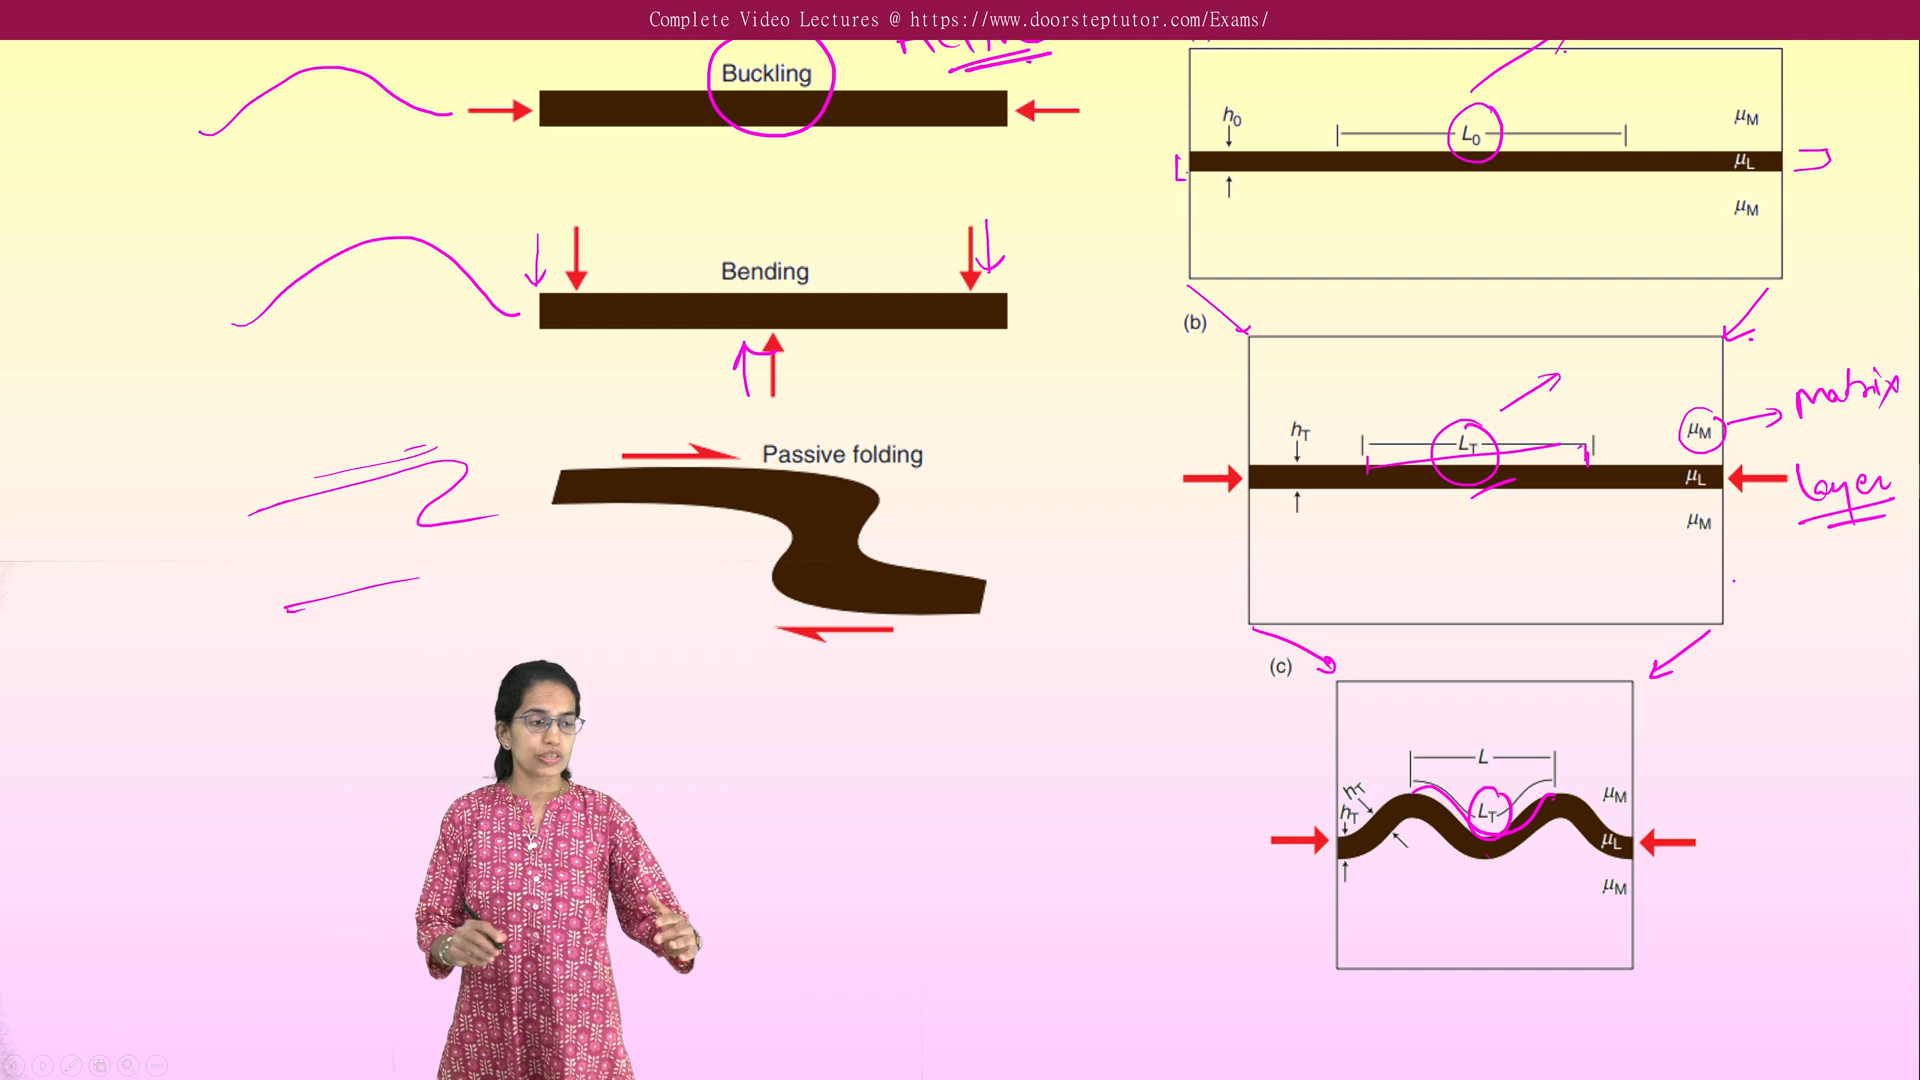 Complete Video Lectures @ https://www.doorsteptutor.com/Exams/
Buckling
Bending
Passive folding
h0
L0
μM
μL
μM
(b)
hT
LT
μM
μL
μM
matrix
Layer
(c)
L
hT
hT
LT
μM
μL
μM